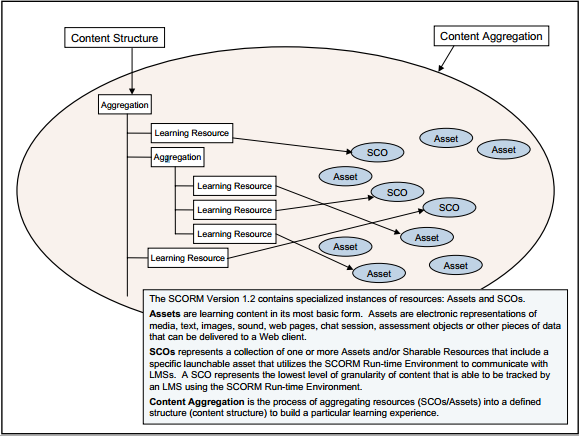 Content Structure
Content Aggregation
Aggregation
Learning Resource
Aggregation
Learning Resource
Learning Resource
Learning Resource
Learning Resource
SCO
Asset
Asset
Asset
SCO
SCO
Asset
Asset
Asset
Asset
The SCORM Version 1.2 contains specialized instances of resources: Assets and SCOs.
Assets are learning content in its most basic form. Assets are electronic representations of
media, text, images, sound, web pages, chat session, assessment objects or other pieces of data
that can be delivered to a Web client.
SCOs represents a collection of one or more Assets and/or Sharable Resources that include a
specific launchable asset that utilizes the SCORM Run-time Environment to communicate with
LMSs. A SCO represents the lowest level of granularity of content that is able to be tracked by
an LMS using the SCORM Run-time Environment.
Content Aggregation is the process of aggregating resources (SCOs/Assets) into a defined
structure (content structure) to build a particular learning experience.